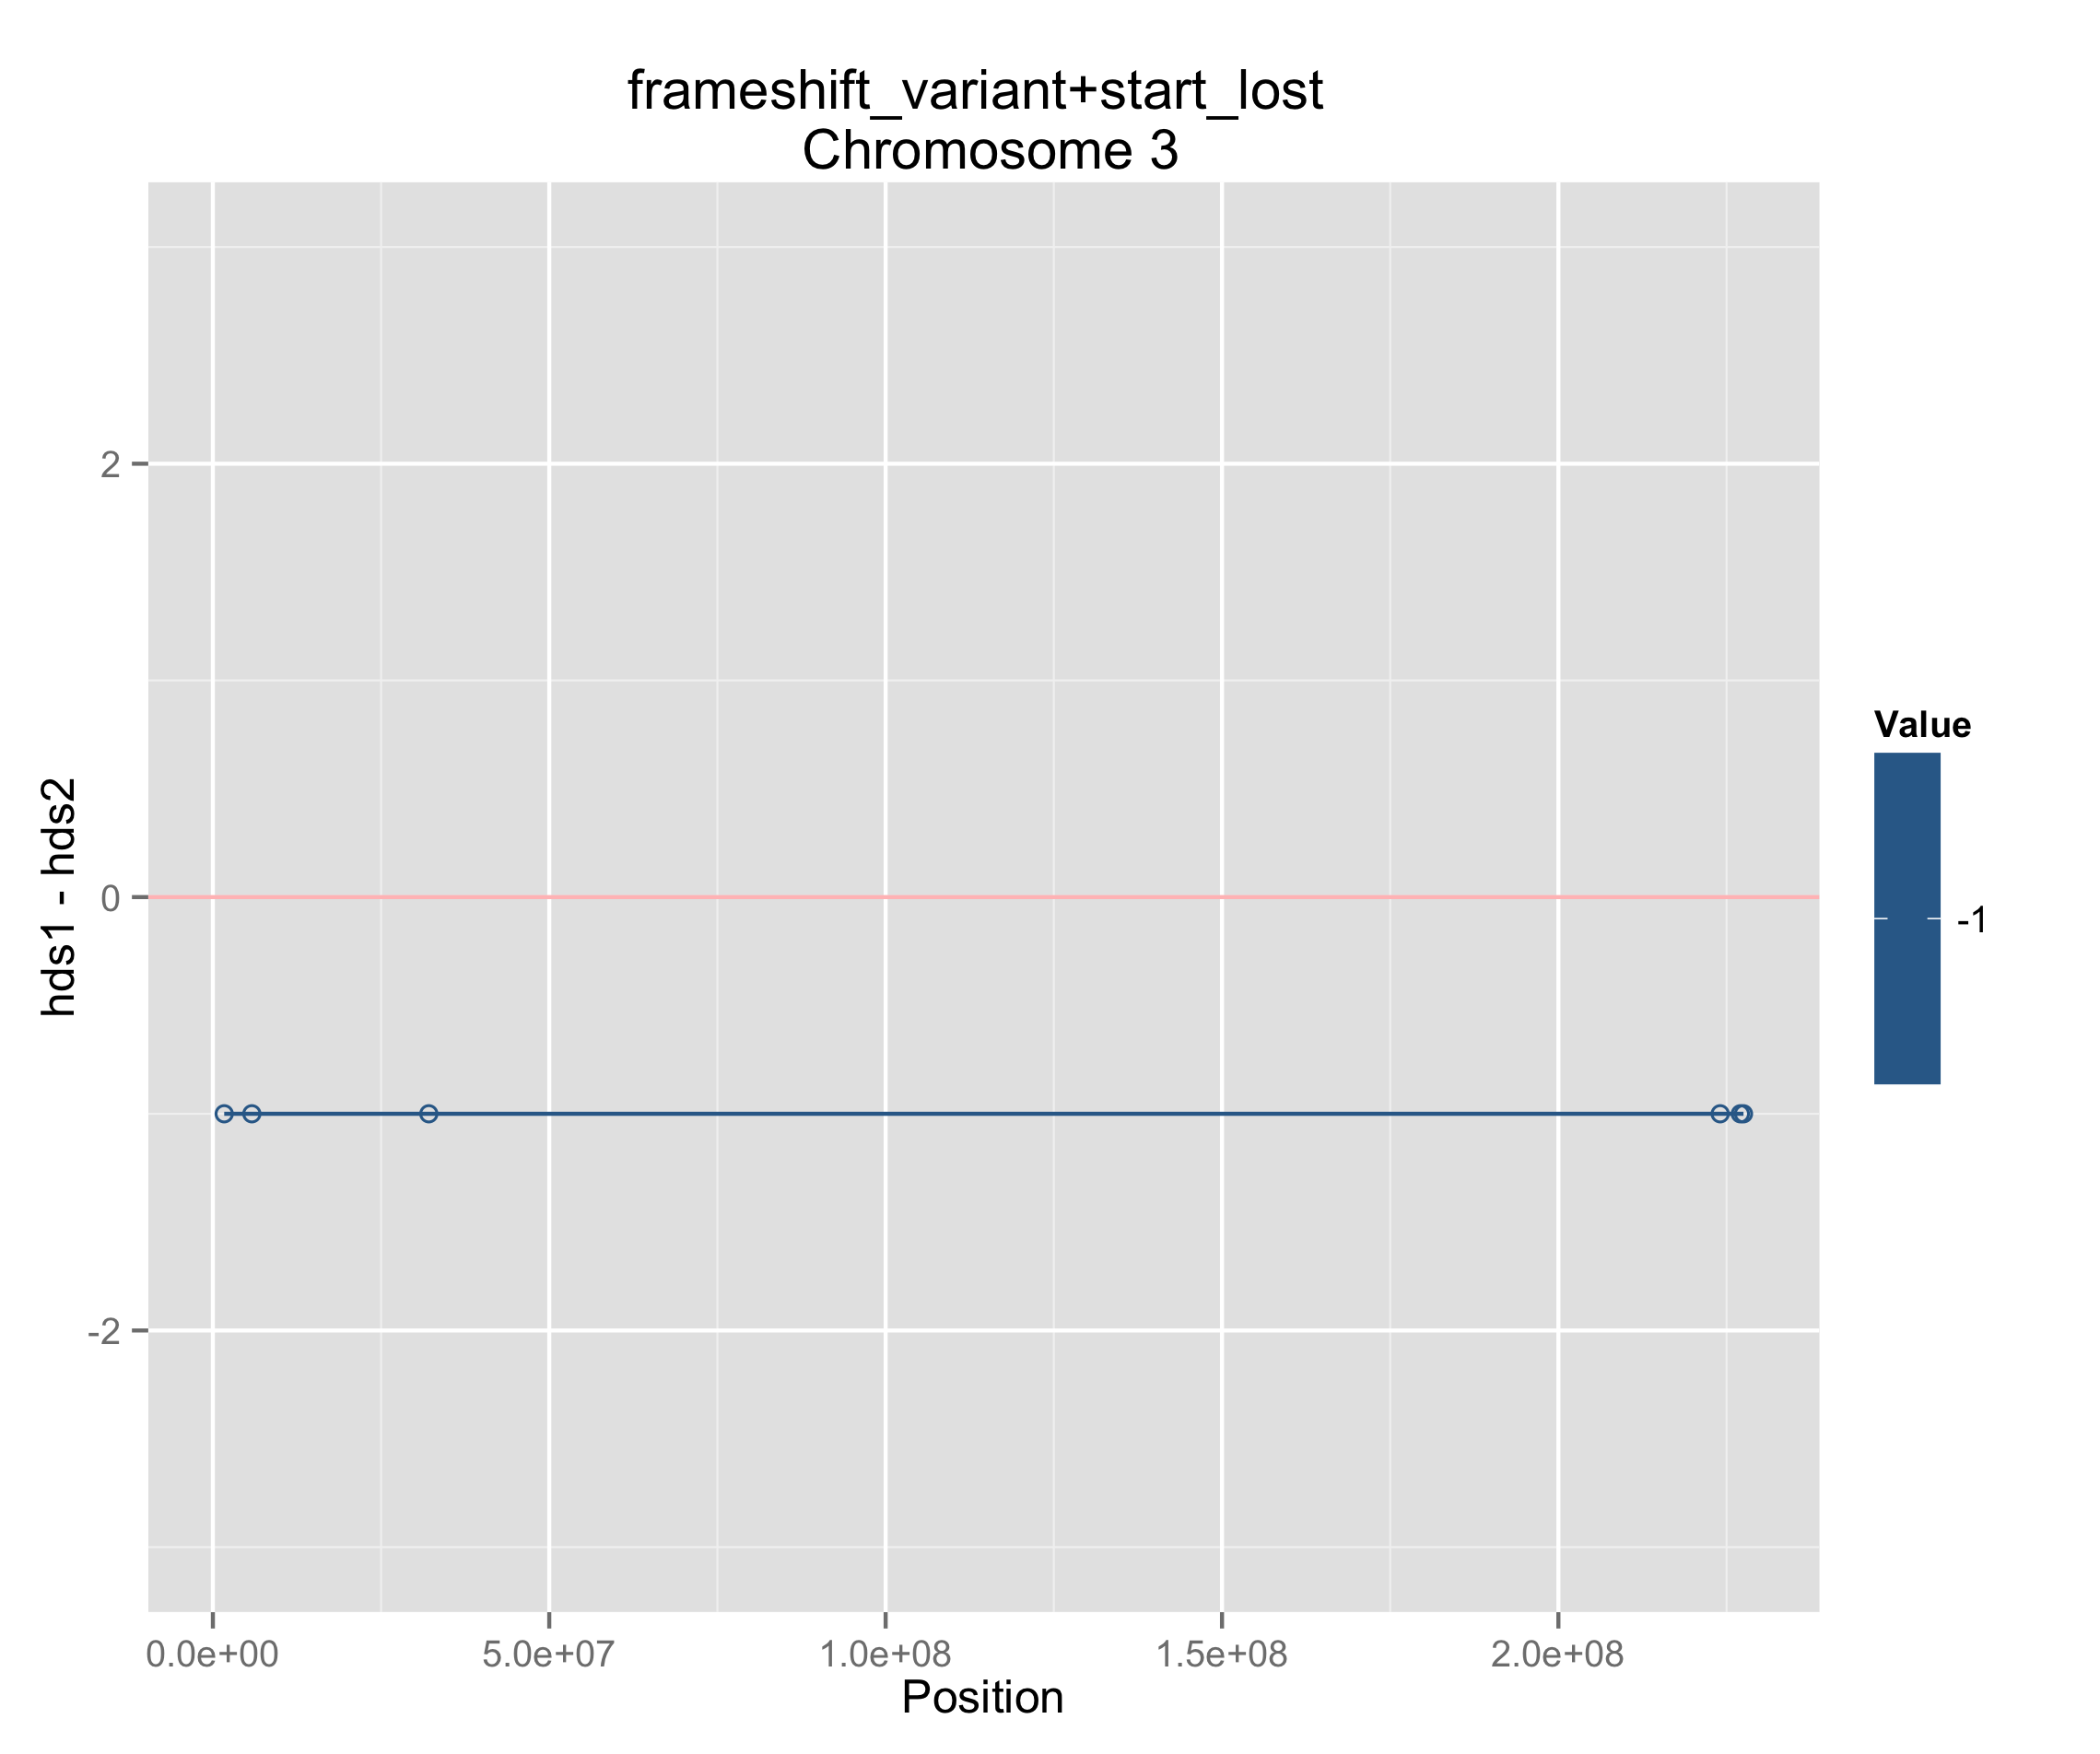 frameshift_variant+start_lost
Chromosome 3
hds1 - hds2
2
0
-2
0.0e+00
5.0e+07
1.0e+08
1.5e+08
2.0e+08
Position
Value
-1